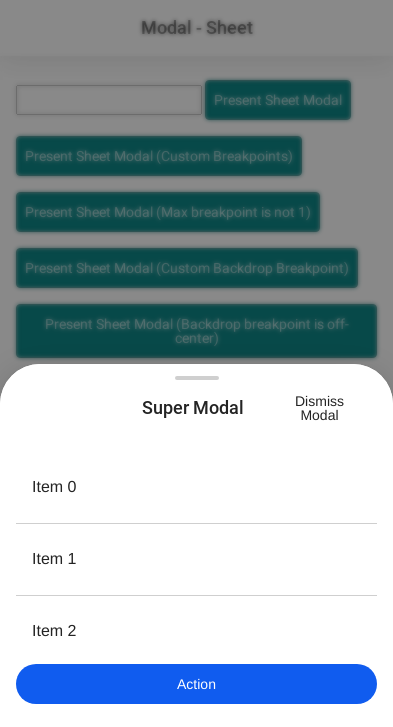 Modal - Sheet
Present Sheet Modal
Present Sheet Modal (Custom Breakpoints)
Present Sheet Modal (Max breakpoint is not 1)
Present Sheet Modal (Custom Backdrop Breakpoint)
Present Sheet Modal (Backdrop breakpoint is off-
center)
Super Modal
Dismiss
Modal
Item 0
Item 1
Item 2
Action